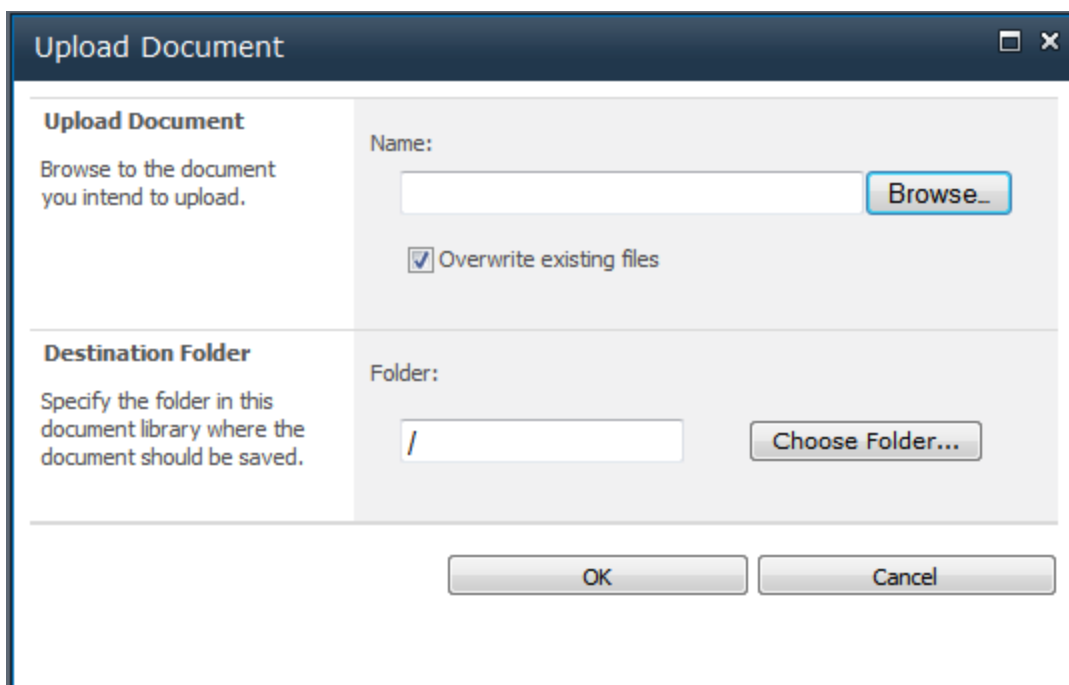 Upload Document
Upload Document
Browse to the document
you intend to upload.
Name:
Browse...
Overwrite existing files
Destination Folder
Specify the folder in this
document library where the
document should be saved.
Folder:
/
Choose Folder...
OK
Cancel